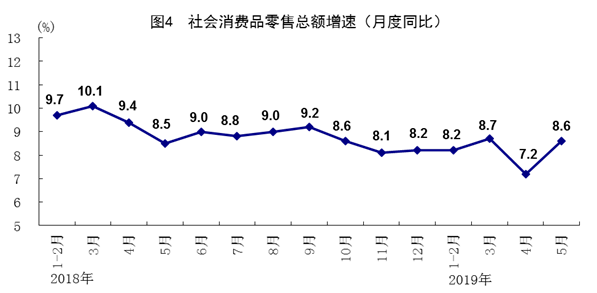 图4 社会消费品零售总额增速（月度同比）
(%)
13
12
11
10
9
8
7
6
5
9.7
10.1
9.4
8.5
9.0
8.8
9.0
9.2
8.6
8.1
8.2
8.2
8.7
7.2
8.6
1-2月
3月
4月
5月
6月
7月
8月
9月
10月
11月
12月
1-2月
3月
4月
5月
2018年
2019年